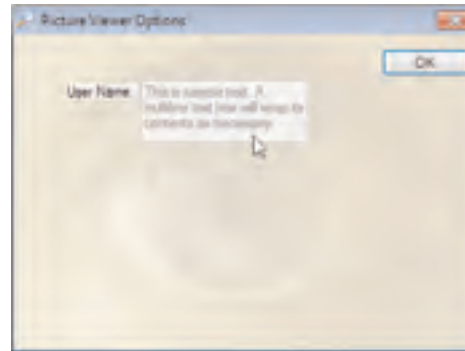 Picture Viewer Options
OK
User Name
This is sample text. A
multiline text box will wrap its
contents as necessary.